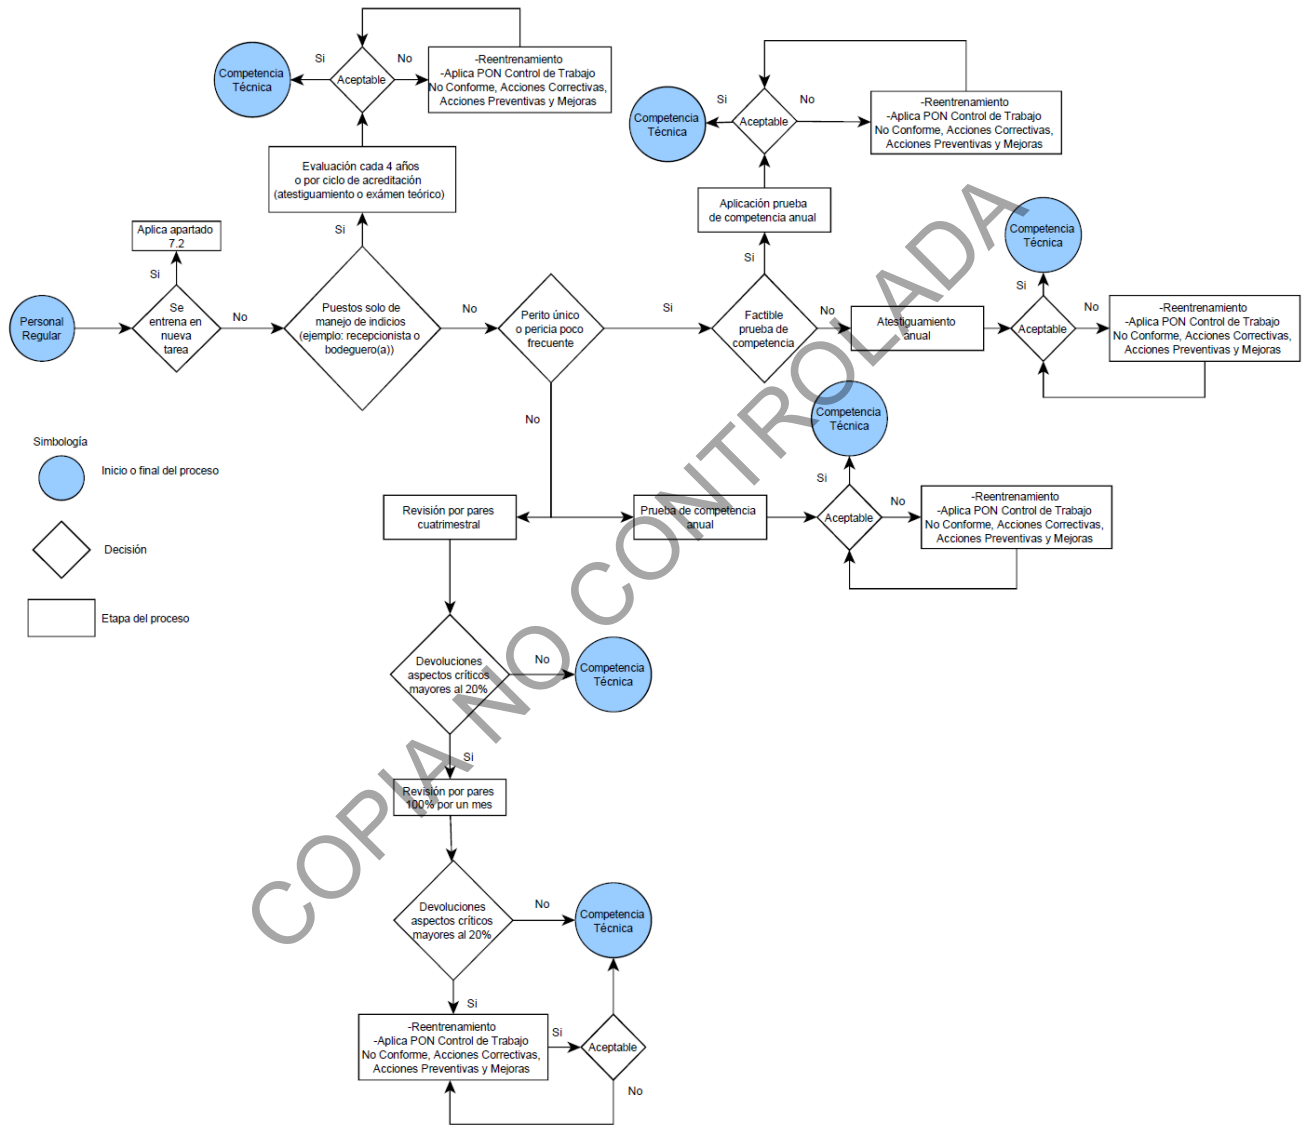 Si
Aceptable
No
Competencia
Técnica
-Reentrenamiento
-Aplica PON Control de Trabajo
No Conforme, Acciones Correctivas,
Acciones Preventivas y Mejoras
Evaluación cada 4 años
o por ciclo de acreditación
(atestiguamiento o exámen teórico)
Si
Competencia
Técnica
Si
Aceptable
No
-Reentrenamiento
-Aplica PON Control de Trabajo
No Conforme, Acciones Correctivas,
Acciones Preventivas y Mejoras
Aplicación prueba
de competencia anual
Si
Aplica apartado
7.2
Si
Personal
Regular
Se
entrena en
nueva
tarea
No
Puestos solo de
manejo de indicios
(ejemplo: recepcionista o
bodeguero(a))
No
Perito único
o pericia poco
frecuente
Si
Factible
prueba de
competencia
No
Atestiguamiento
anual
Competencia
Técnica
Si
Aceptable
No
-Reentrenamiento
-Aplica PON Control de Trabajo
No Conforme, Acciones Correctivas,
Acciones Preventivas y Mejoras
No
Simbología
Inicio o final del proceso
Decisión
Etapa del proceso
Revisión por pares
cuatrimestral
Prueba de competencia
anual
Competencia
Técnica
Si
Aceptable
No
-Reentrenamiento
-Aplica PON Control de Trabajo
No Conforme, Acciones Correctivas,
Acciones Preventivas y Mejoras
Devoluciones
aspectos críticos
mayores al 20%
No
Competencia
Técnica
Si
Revisión por pares
100% por un mes
Devoluciones
aspectos críticos
mayores al 20%
No
Competencia
Técnica
Si
-Reentrenamiento
-Aplica PON Control de Trabajo
No Conforme, Acciones Correctivas,
Acciones Preventivas y Mejoras
Si
Aceptable
No
COPIA NO CONTROLADA